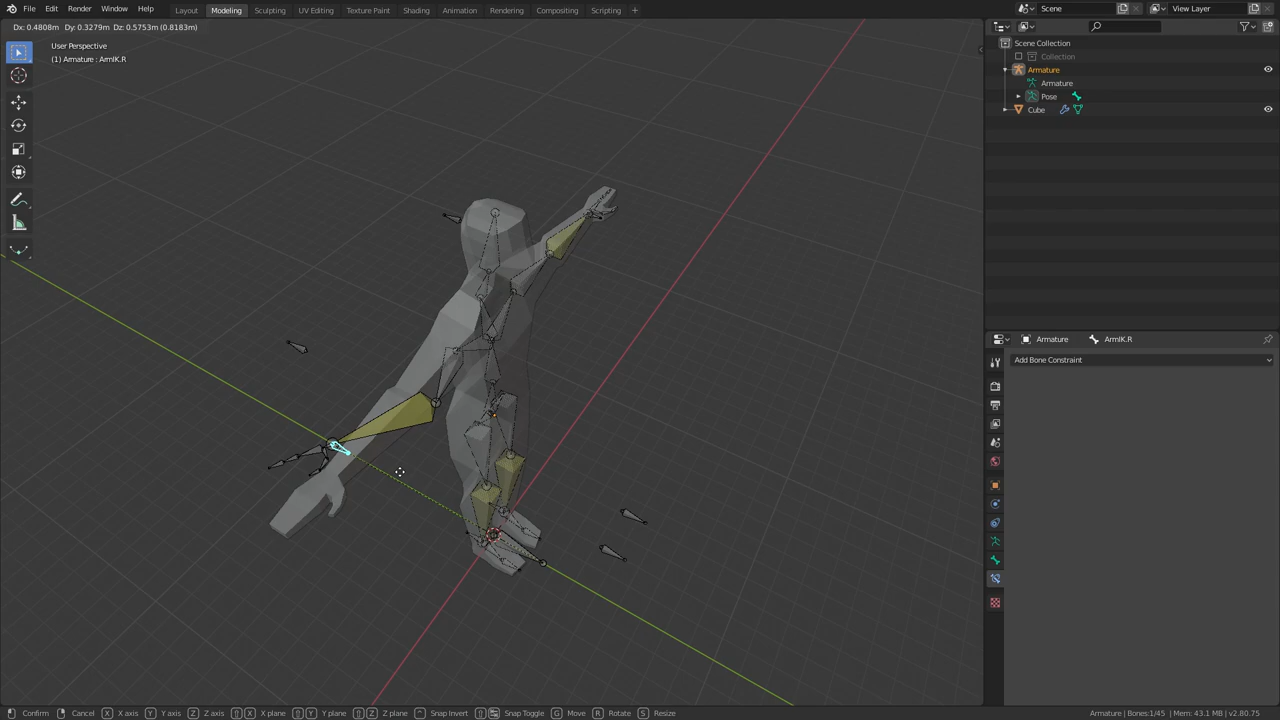 File Edit Render Window Help Layout Modeling Sculpting UV Editing Texture Paint Shading Animation Rendering Compositing Scripting + Scene View Layer
Dx: 0.4808m Dy: 0.3279m Dz: 0.5753m (0.8183m)
User Perspective
(1) Armature : ArmIK.R
Scene Collection
Collection
Armature
Armature
Pose
Cube
Armature ArmIK.R
Add Bone Constraint
Confirm Cancel X X axis Y Y axis Z Z axis X X plane Y Y plane Z Z plane Snap Invert Snap Toggle G Move R Rotate S Resize Armature | Bones:1/45 | Mem: 43.1 MB | v2.80.75